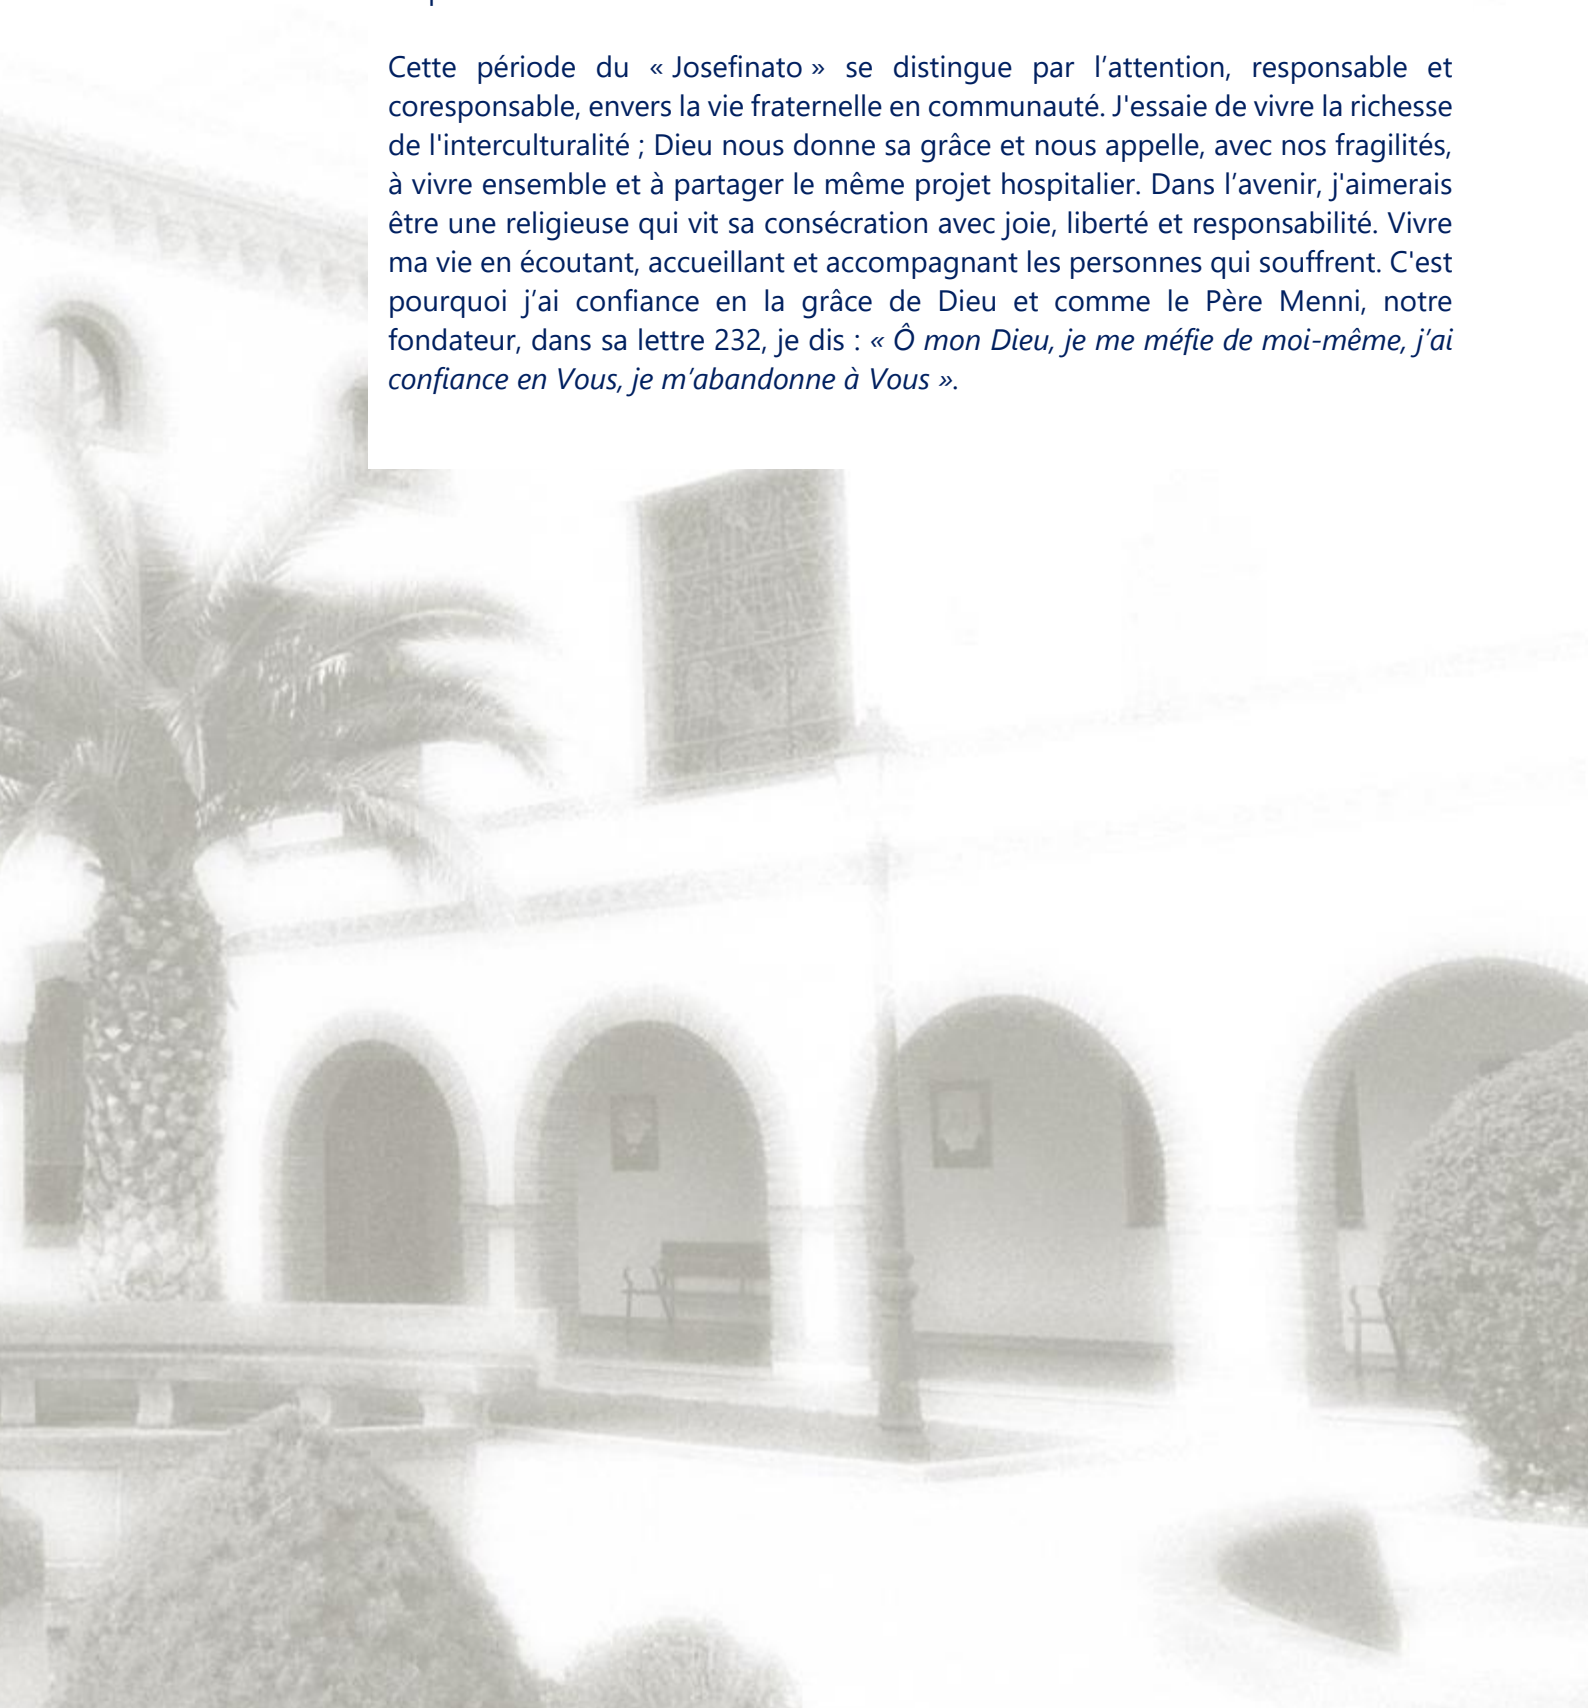 Cette période du « Josefinato » se distingue par l’attention, responsable et
coresponsable, envers la vie fraternelle en communauté. J'essaie de vivre la richesse
de l'interculturalité ; Dieu nous donne sa grâce et nous appelle, avec nos fragilités,
à vivre ensemble et à partager le même projet hospitalier. Dans l’avenir, j'aimerais
être une religieuse qui vit sa consécration avec joie, liberté et responsabilité. Vivre
ma vie en écoutant, accueillant et accompagnant les personnes qui souffrent. C'est
pourquoi j’ai confiance en la grâce de Dieu et comme le Père Menni, notre
fondateur, dans sa lettre 232, je dis : « Ô mon Dieu, je me méfie de moi-même, j’ai
confiance en Vous, je m’abandonne à Vous ».